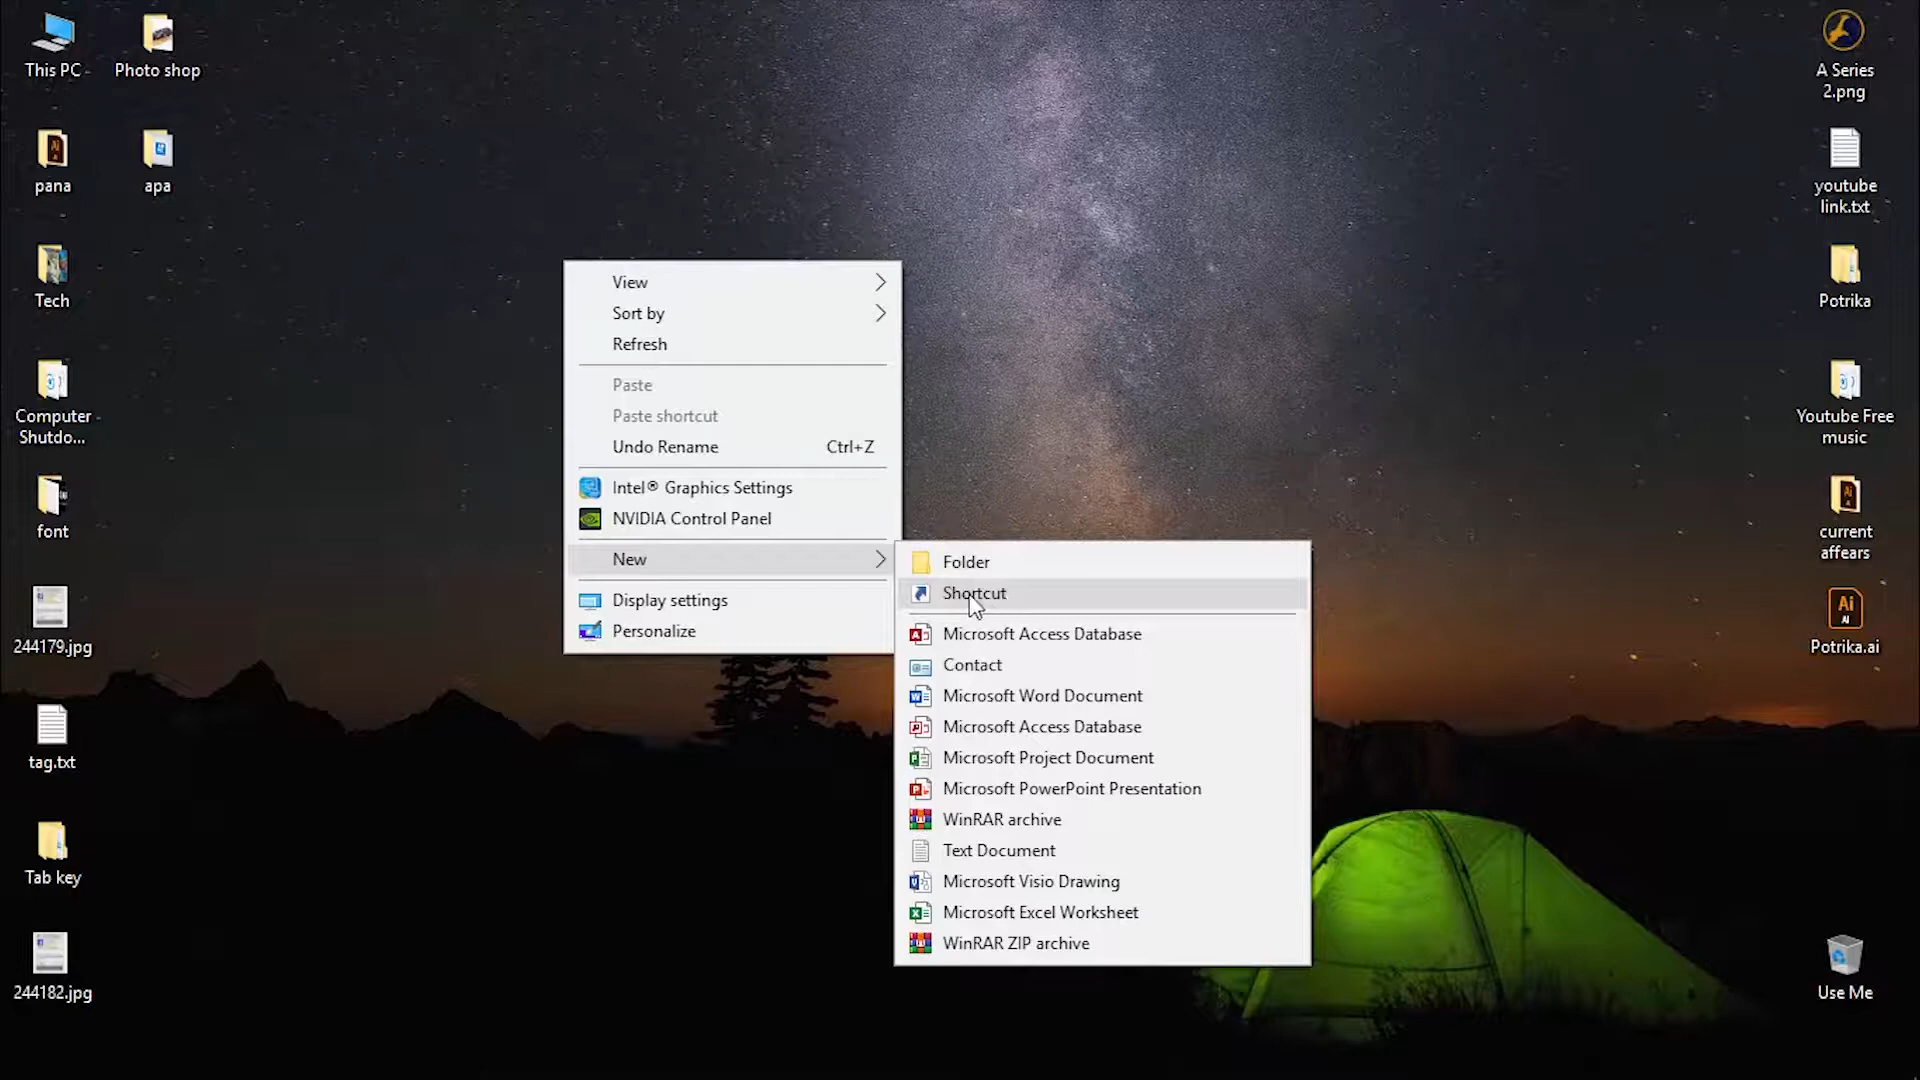 This PC
Photo shop
pana
apa
Tech
Computer
Shutdo...
font
244179.jpg
tag.txt
Tab key
244182.jpg
View
Sort by
Refresh
Paste
Paste shortcut
Undo Rename Ctrl+Z
Intel® Graphics Settings
NVIDIA Control Panel
New
Display settings
Personalize
Folder
Shortcut
Microsoft Access Database
Contact
Microsoft Word Document
Microsoft Access Database
Microsoft Project Document
Microsoft PowerPoint Presentation
WinRAR archive
Text Document
Microsoft Visio Drawing
Microsoft Excel Worksheet
WinRAR ZIP archive
A Series
2.png
youtube
link.txt
Potrika
Youtube Free
music
current
affears
Ai
AI
Potrika.ai
Use Me